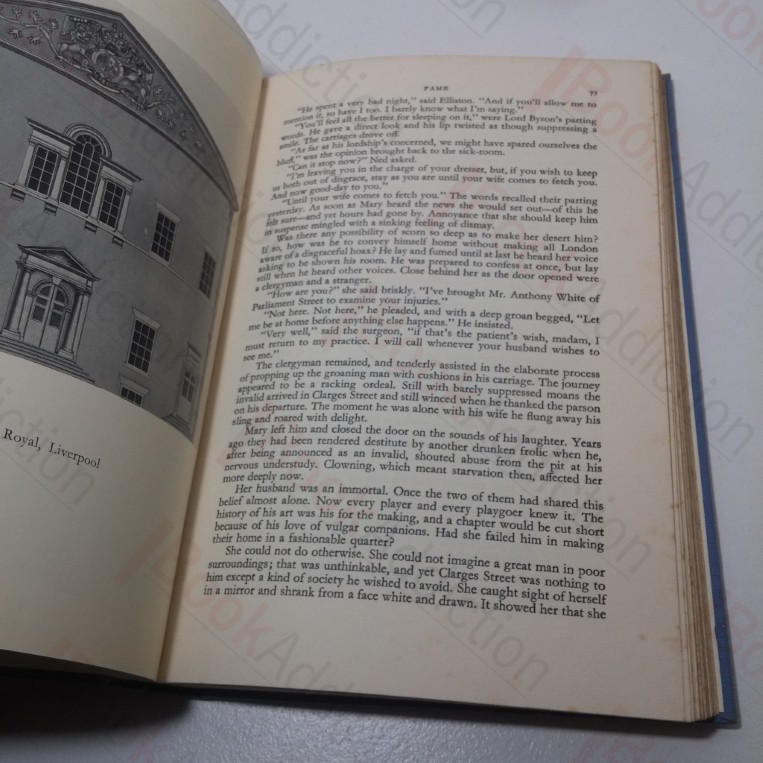 Royal, Liverpool
FAME
77
"He spent a very bad night," said Elliston. "And if you'll allow me to
mention it, so have I too. I barely know what I'm saying."
"You'll feel all the better for sleeping on it," were Lord Byron's parting
words. He gave a direct look and his lip twisted as though suppressing a
smile. The carriages drove off.
"As far as his lordship's concerned, we might have spared ourselves the
bluff," was the opinion brought back to the sick-room.
"Can it stop now?" Ned asked.
"I'm leaving you in the charge of your dresser, but, if you wish to keep
us both out of disgrace, stay as you are until your wife comes to fetch you.
And now good-day to you."
"Until your wife comes to fetch you." The words recalled their parting
yesterday. As soon as Mary heard the news she would set out—of this he
felt sure—and yet hours had gone by. Annoyance that she should keep him
in suspense mingled with a sinking feeling of dismay.
Was there any possibility of scorn so deep as to make her desert him?
If so, how was he to convey himself home without making all London
aware of a disgraceful hoax? He lay and fumed until at last he heard her voice
asking to be shown his room. He was prepared to confess at once, but lay
still when he heard other voices. Close behind her as the door opened were
a clergyman and a stranger.
"How are you?" she said briskly. "I've brought Mr. Anthony White of
Parliament Street to examine your injuries."
"Not here. Not here," he pleaded, and with a deep groan begged, "Let
me be at home before anything else happens." He insisted.
"Very well," said the surgeon, "if that's the patient's wish, madam, I
must return to my practice. I will call whenever your husband wishes to
see me."
The clergyman remained, and tenderly assisted in the elaborate process
of propping up the groaning man with cushions in his carriage. The journey
appeared to be a racking ordeal. Still with barely suppressed moans the
invalid arrived in Clarges Street and still winced when he thanked the parson
on his departure. The moment he was alone with his wife he flung away his
sling and roared with delight.
Mary left him and closed the door on the sounds of his laughter. Years
ago they had been rendered destitute by another drunken frolic when he,
after being announced as an invalid, shouted abuse from the pit at his
nervous understudy. Clowning, which meant starvation then, affected her
more deeply now.
Her husband was an immortal. Once the two of them had shared this
belief almost alone. Now every player and every playgoer knew it. The
history of his art was his for the making, and a chapter would be cut short
because of his love of vulgar companions. Had she failed him in making
their home in a fashionable quarter?
She could not do otherwise. She could not imagine a great man in poor
surroundings; that was unthinkable, and yet Clarges Street was nothing to
him except a kind of society he wished to avoid. She caught sight of herself
in a mirror and shrank from a face white and drawn. It showed her that she
BookAddiction